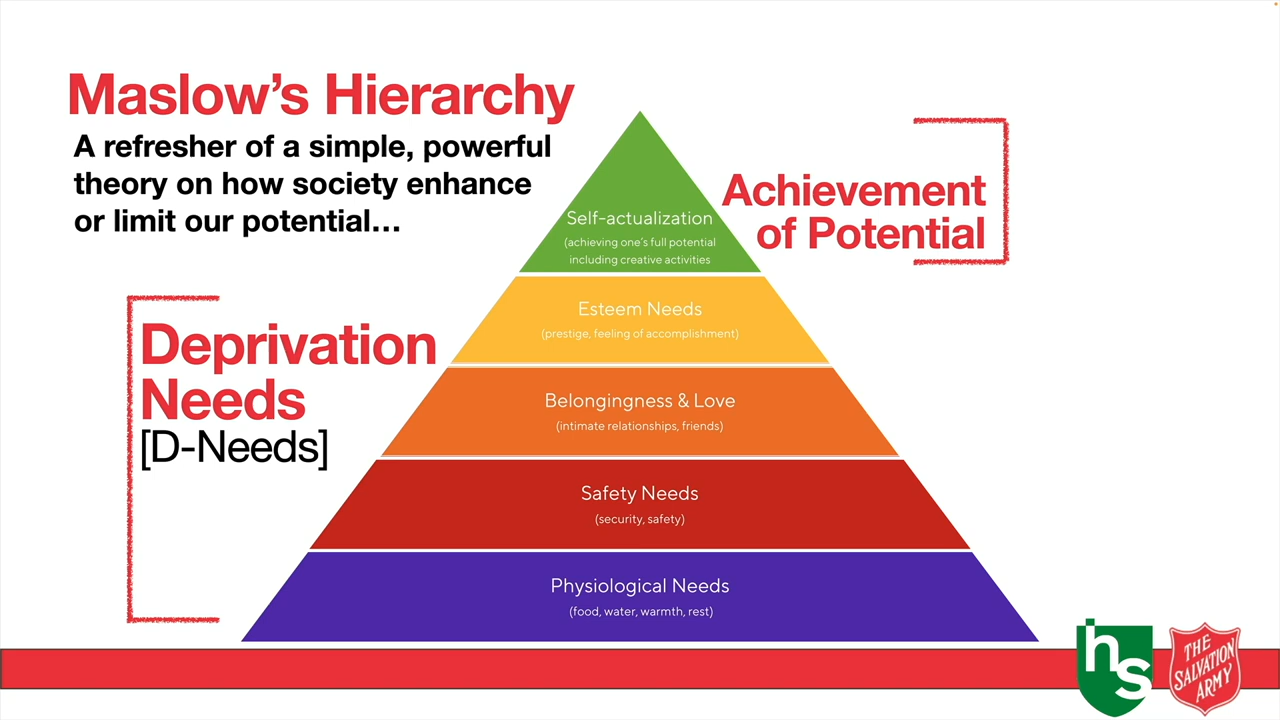 Maslow's Hierarchy
A refresher of a simple, powerful
theory on how society enhance
or limit our potential...
Achievement
of Potential
Self-actualization
(achieving one's full potential
including creative activities
Esteem Needs
(prestige, feeling of accomplishment)
Deprivation
Needs
[D-Needs]
Belongingness & Love
(intimate relationships, friends)
Safety Needs
(security, safety)
Physiological Needs
(food, water, warmth, rest)
hs
THE
SALVATION
ARMY